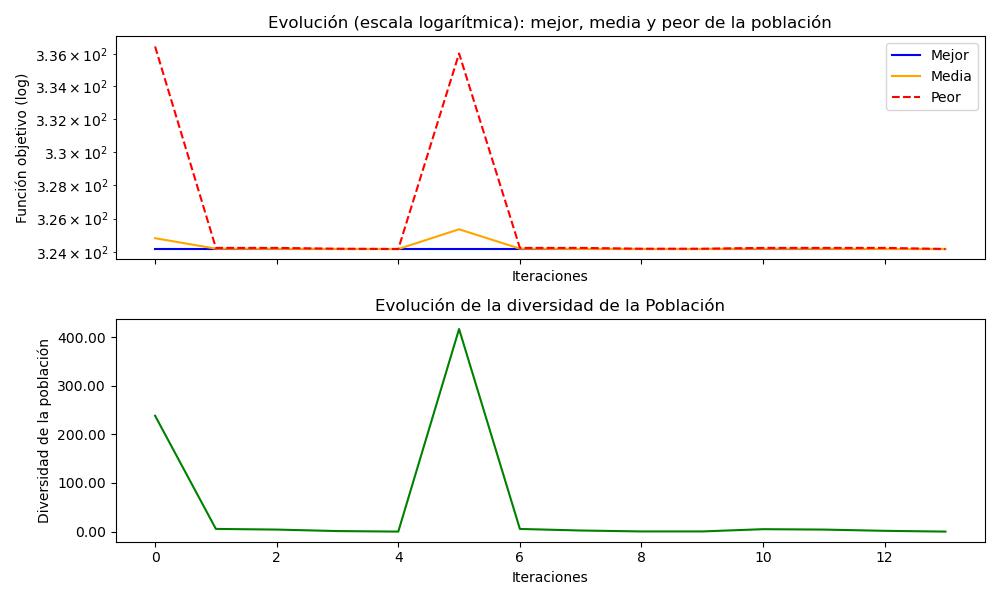 Evolución (escala logarítmica): mejor, media y peor de la población
Función objetivo (log)
3.36 × 10²
3.34 × 10²
3.32 × 10²
3.3 × 10²
3.28 × 10²
3.26 × 10²
3.24 × 10²
Mejor
Media
Peor
Iteraciones
Evolución de la diversidad de la Población
Diversidad de la población
400.00
300.00
200.00
100.00
0.00
0 2 4 6 8 10 12
Iteraciones